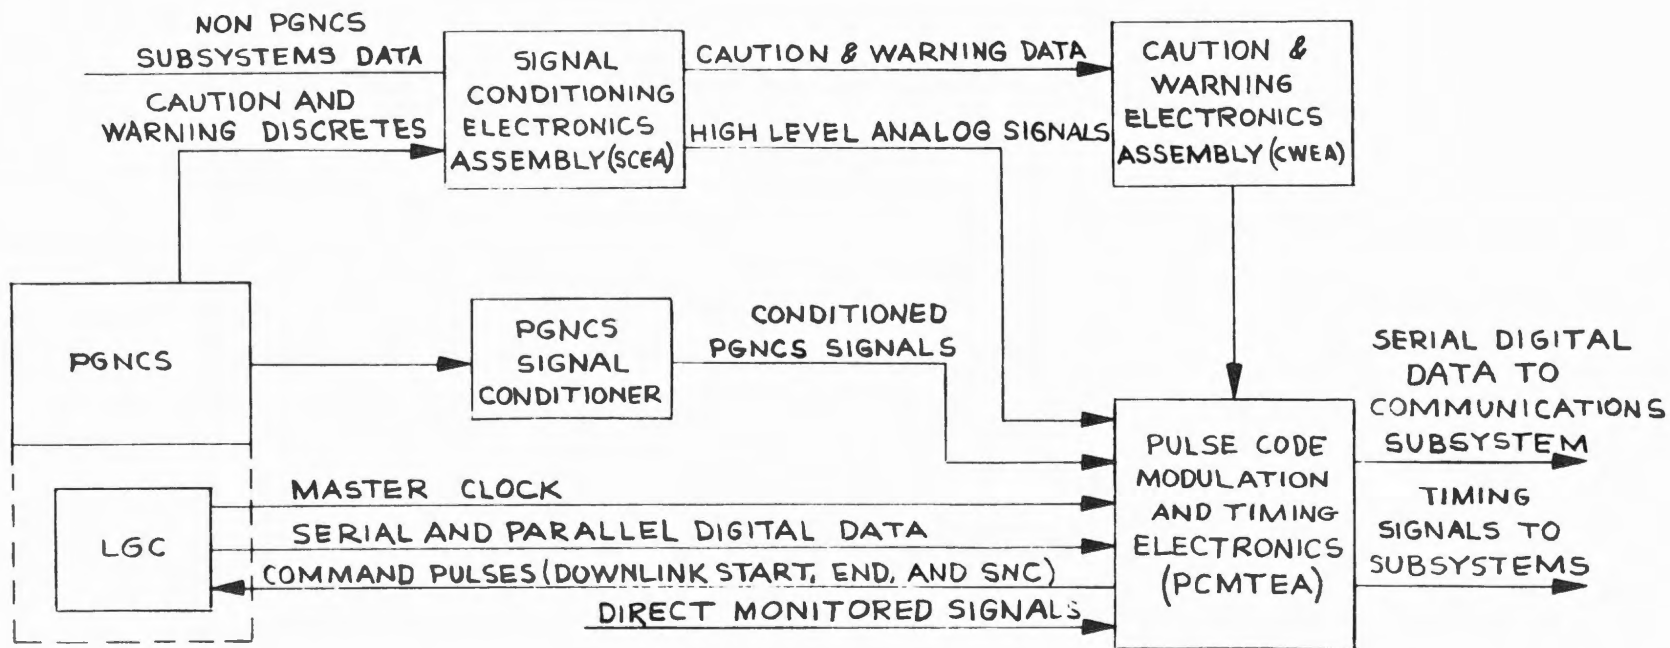 NON PGNCS
SUBSYSTEMS DATA
CAUTION AND
WARNING DISCRETES
SIGNAL
CONDITIONING
ELECTRONICS
ASSEMBLY (SCEA)
CAUTION & WARNING DATA
HIGH LEVEL ANALOG SIGNALS
CAUTION &
WARNING
ELECTRONICS
ASSEMBLY (CWEA)
PGNCS
PGNCS
SIGNAL
CONDITIONER
CONDITIONED
PGNCS SIGNALS
LGC
MASTER CLOCK
SERIAL AND PARALLEL DIGITAL DATA
COMMAND PULSES (DOWNLINK START, END, AND SNC)
DIRECT MONITORED SIGNALS
PULSE CODE
MODULATION
AND TIMING
ELECTRONICS
(PCMTEA)
SERIAL DIGITAL
DATA TO
COMMUNICATIONS
SUBSYSTEM
TIMING
SIGNALS TO
SUBSYSTEMS